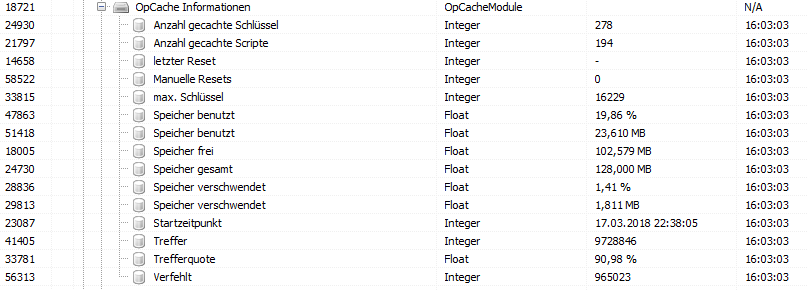 18721 OpCache Informationen OpCacheModule N/A
24930 Anzahl gecachte Schlüssel Integer 278 16:03:03
21797 Anzahl gecachte Scripte Integer 194 16:03:03
14658 letzter Reset Integer - 16:03:03
58522 Manuelle Resets Integer 0 16:03:03
33815 max. Schlüssel Integer 16229 16:03:03
47863 Speicher benutzt Float 19,86 % 16:03:03
51418 Speicher benutzt Float 23,610 MB 16:03:03
18005 Speicher frei Float 102,579 MB 16:03:03
24730 Speicher gesamt Float 128,000 MB 16:03:03
28836 Speicher verschwendet Float 1,41 % 16:03:03
29813 Speicher verschwendet Float 1,811 MB 16:03:03
23087 Startzeitpunkt Integer 17.03.2018 22:38:05 16:03:03
41405 Treffer Integer 9728846 16:03:03
33781 Trefferquote Float 90,98 % 16:03:03
56313 Verfehlt Integer 965023 16:03:03